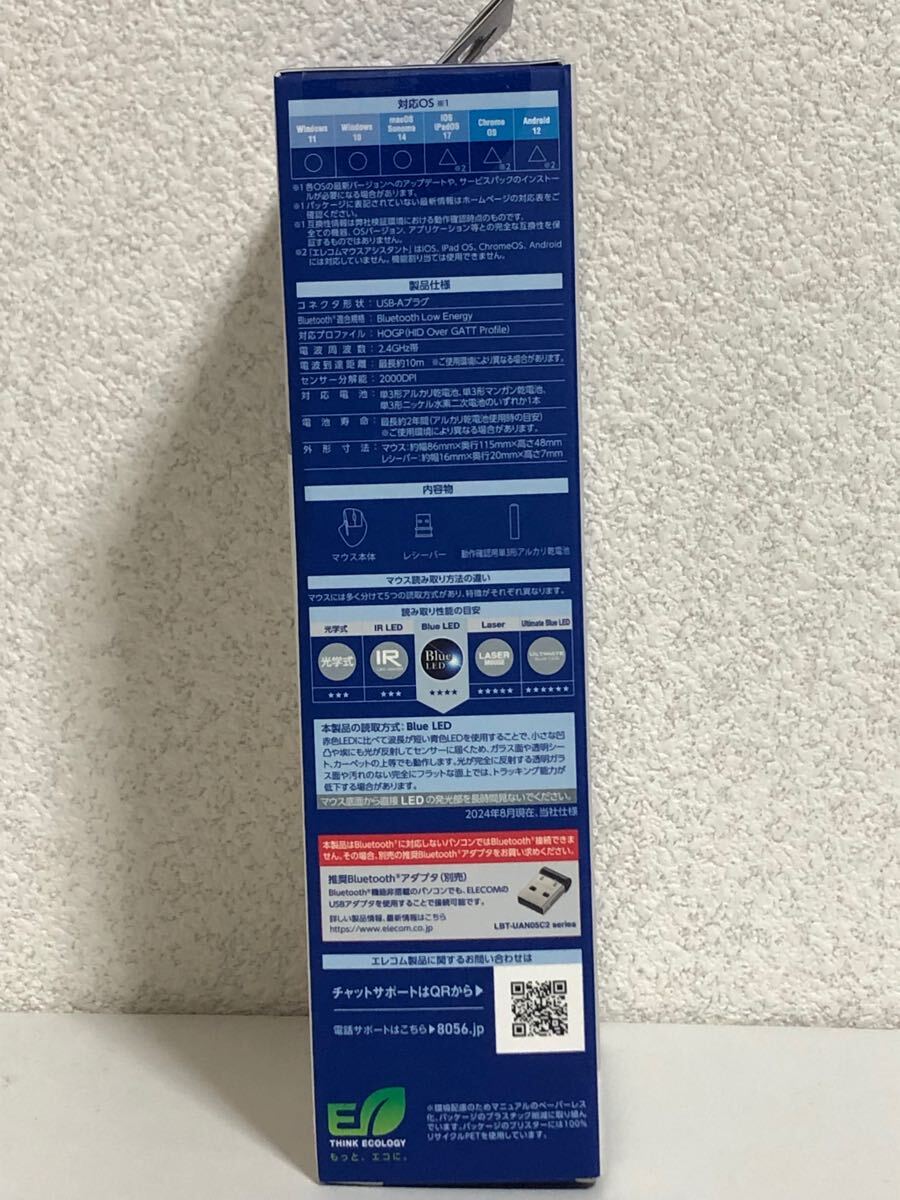 対応OS ※1
Windows 11
Windows 10
macOS Sonoma 14
iOS iPadOS 17
Chrome OS
Android 12
○ ○ ○ △※2 △※2 △※2
※1 各OSの最新バージョンへのアップデートや、サービスパックのインストー
ルが必要になる場合があります。
※1 パッケージに表記されていない最新情報はホームページの対応表をご
確認ください。
※1 互換性情報は弊社検証環境における動作確認時点のものです。
全ての機器、OSバージョン、アプリケーション等との完全な互換性を保
証するものではありません。
※2 「エレコムマウスアシスタント」はiOS、iPad OS、ChromeOS、Android
には対応していません。機能割り当ては使用できません。
製品仕様
コネクタ形状：USB-Aプラグ
Bluetooth®適合規格：Bluetooth Low Energy
対応プロファイル：HOGP(HID Over GATT Profile)
電波周波数：2.4GHz帯
電波到達距離：最長約10m ※ご使用環境により異なる場合があります。
センサー分解能：2000DPI
対応電池：単3形アルカリ乾電池、単3形マンガン乾電池、
単3形ニッケル水素二次電池のいずれか1本
電池寿命：最長約2年間(アルカリ乾電池使用時の目安)
※ご使用環境により異なる場合があります。
外形寸法：マウス：約幅86mm×奥行115mm×高さ48mm
レシーバー：約幅16mm×奥行20mm×高さ7mm
内容物
マウス本体
レシーバー
動作確認用単3形アルカリ乾電池
マウス読み取り方法の違い
マウスには多く分けて5つの読取方式があり、特徴がそれぞれ異なります。
読み取り性能の目安
光学式 IR LED Blue LED Laser Ultimate Blue LED
光学式 IR Blue LED LASER MOUSE ULTIMATE BLUE LED
★★★ ★★★ ★★★★ ★★★★★ ★★★★★★
本製品の読取方式：Blue LED
赤色LEDに比べて波長が短い青色LEDを使用することで、小さな凹
凸や埃にも光が反射してセンサーに届くため、ガラス面や透明シー
ト、カーペットの上等でも動作します。光が完全に反射する透明ガラ
ス面や汚れのない完全にフラットな面上では、トラッキング能力が
低下する場合があります。
マウス底面から直接LEDの発光部を長時間見ないでください。
2024年8月現在、当社仕様
本製品はBluetooth®に対応しないパソコンではBluetooth®接続できま
せん。その場合、別売の推奨Bluetooth®アダプタをお買い求めください。
推奨Bluetooth®アダプタ(別売)
Bluetooth®機能非搭載のパソコンでも、ELECOMの
USBアダプタを使用することで接続可能です。
詳しい製品情報、最新情報はこちら
https://www.elecom.co.jp
LBT-UAN05C2 series
エレコム製品に関するお問い合わせは
チャットサポートはQRから▶
電話サポートはこちら▶8056.jp
THINK ECOLOGY
もっと、エコに。
※環境配慮のためマニュアルのペーパーレス
化、パッケージのプラスチック削減に取り組ん
でいます。パッケージのブリスターには100%
リサイクルPETを使用しています。